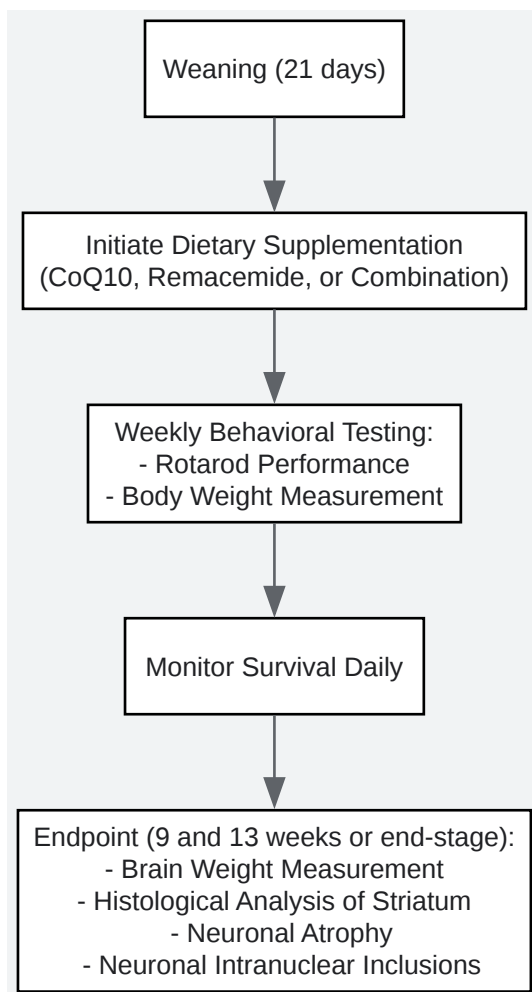 Weaning (21 days)
Initiate Dietary Supplementation
(CoQ10, Remacemide, or Combination)
Weekly Behavioral Testing:
- Rotarod Performance
- Body Weight Measurement
Monitor Survival Daily
Endpoint (9 and 13 weeks or end-stage):
- Brain Weight Measurement
- Histological Analysis of Striatum
- Neuronal Atrophy
- Neuronal Intranuclear Inclusions